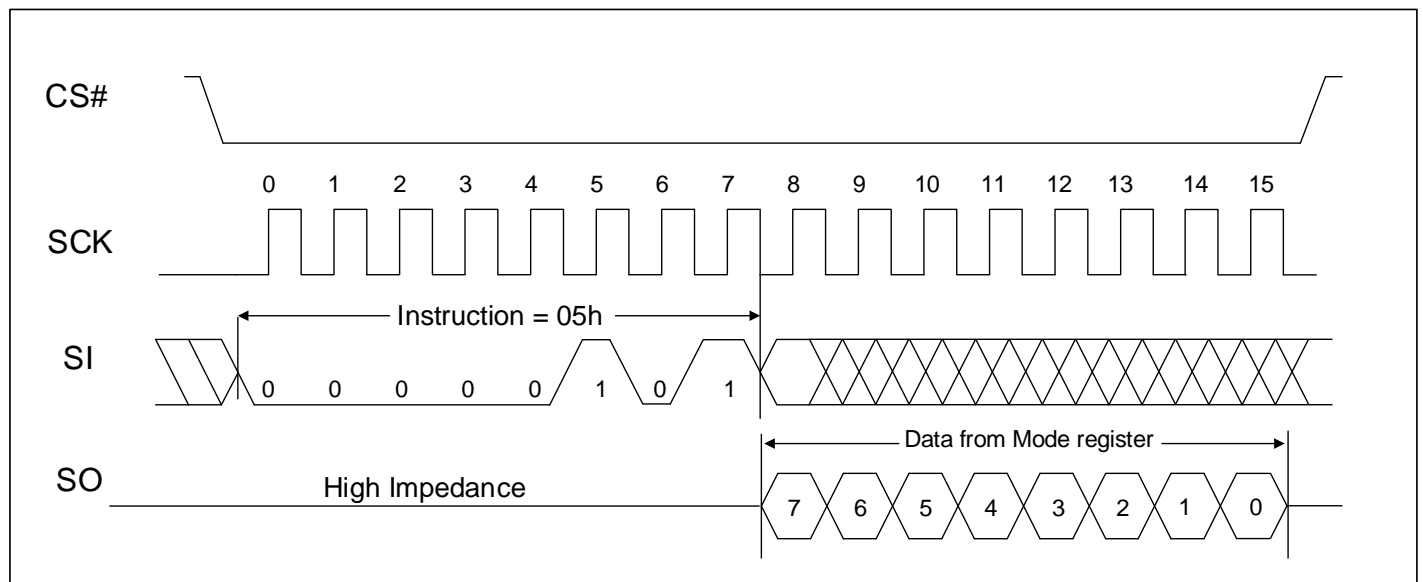 CS#
0 1 2 3 4 5 6 7 8 9 10 11 12 13 14 15
SCK
Instruction = 05h
SI
0 0 0 0 0 1 0 1
Data from Mode register
SO
High Impedance
7 6 5 4 3 2 1 0